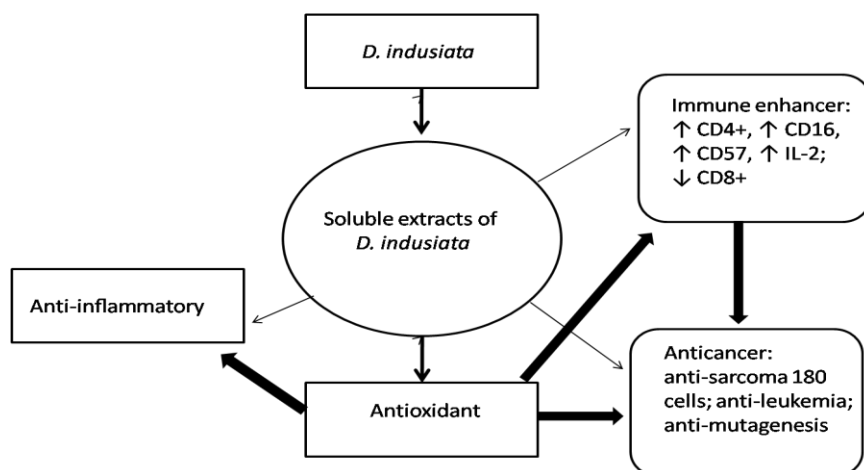 D. indusiata
Immune enhancer:
↑ CD4+, ↑ CD16,
↑ CD57, ↑ IL-2;
↓ CD8+
Soluble extracts of
D. indusiata
Anti-inflammatory
Antioxidant
Anticancer:
anti-sarcoma 180
cells; anti-leukemia;
anti-mutagenesis